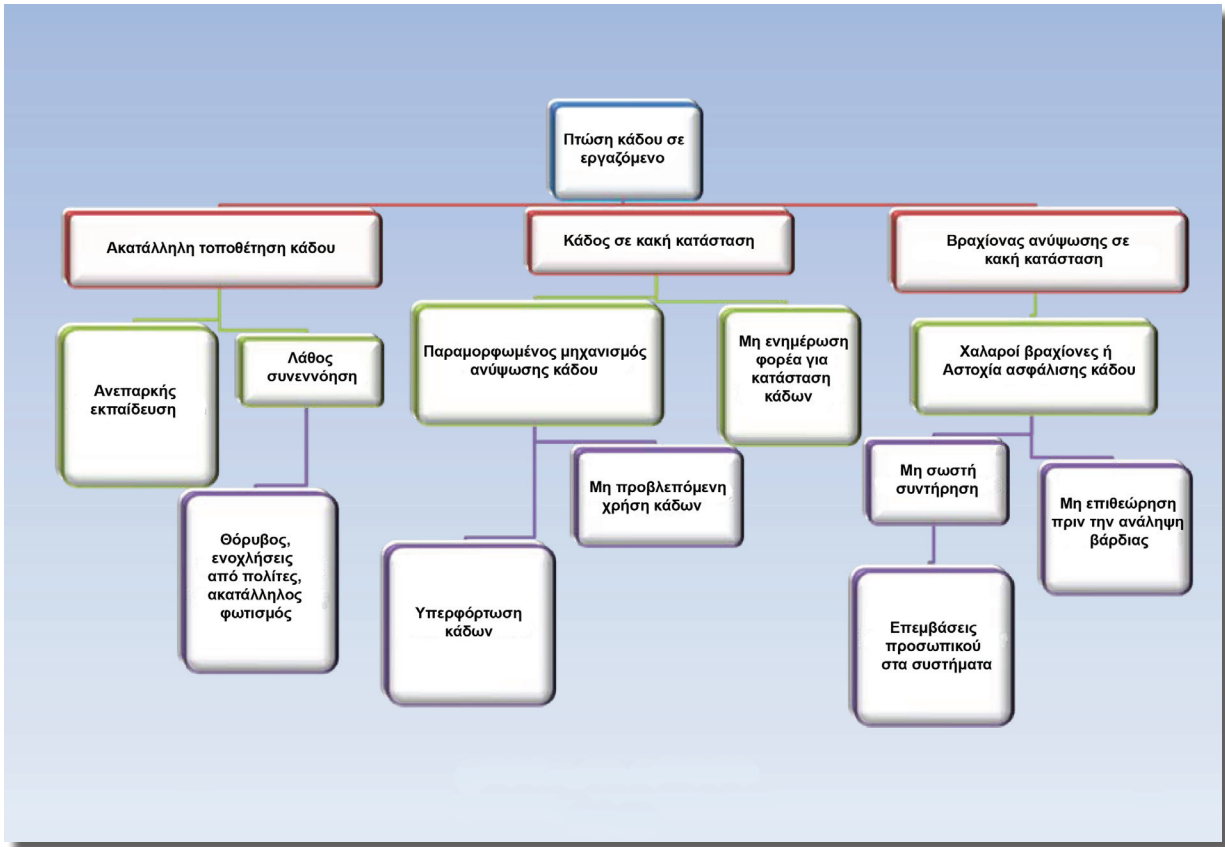 Πτώση κάδου σε
εργαζόμενο
Ακατάλληλη τοποθέτηση κάδου
Κάδος σε κακή κατάσταση
Βραχίονας ανύψωσης σε
κακή κατάσταση
Ανεπαρκής
εκπαίδευση
Λάθος
συνεννόηση
Παραμορφωμένος μηχανισμός
ανύψωσης κάδου
Μη ενημέρωση
φορέα για
κατάσταση
κάδων
Χαλαροί βραχίονες ή
Αστοχία ασφάλισης κάδου
Θόρυβος,
ενοχλήσεις
από πολίτες,
ακατάλληλος
φωτισμός
Υπερφόρτωση
κάδων
Μη προβλεπόμενη
χρήση κάδων
Μη σωστή
συντήρηση
Μη επιθεώρηση
πριν την ανάληψη
βάρδιας
Επεμβάσεις
προσωπικού
στα συστήματα